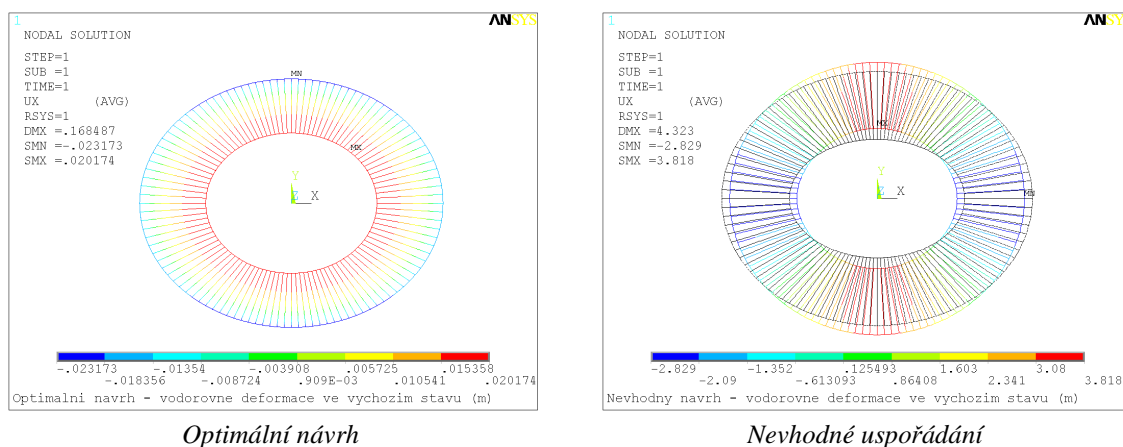 1
ANSYS
NODAL SOLUTION
STEP=1
SUB =1
TIME=1
UX (AVG)
RSYS=1
DMX =.168487
SMN =-.023173
SMX =.020174
MN
MX
Y
Z X
-.023173 -.01354 -.003908 .005725 .015358
-.018356 -.008724 .909E-03 .010541 .020174
Optimalni navrh - vodorovne deformace ve vychozim stavu (m)
Optimální návrh
1
ANSYS
NODAL SOLUTION
STEP=1
SUB =1
TIME=1
UX (AVG)
RSYS=1
DMX =4.323
SMN =-2.829
SMX =3.818
MX
MN
Y
Z X
-2.829 -1.352 .125493 1.603 3.08
-2.09 -.613093 .86408 2.341 3.818
Nevhodny navrh - vodorovne deformace ve vychozim stavu (m)
Nevhodné uspořádání